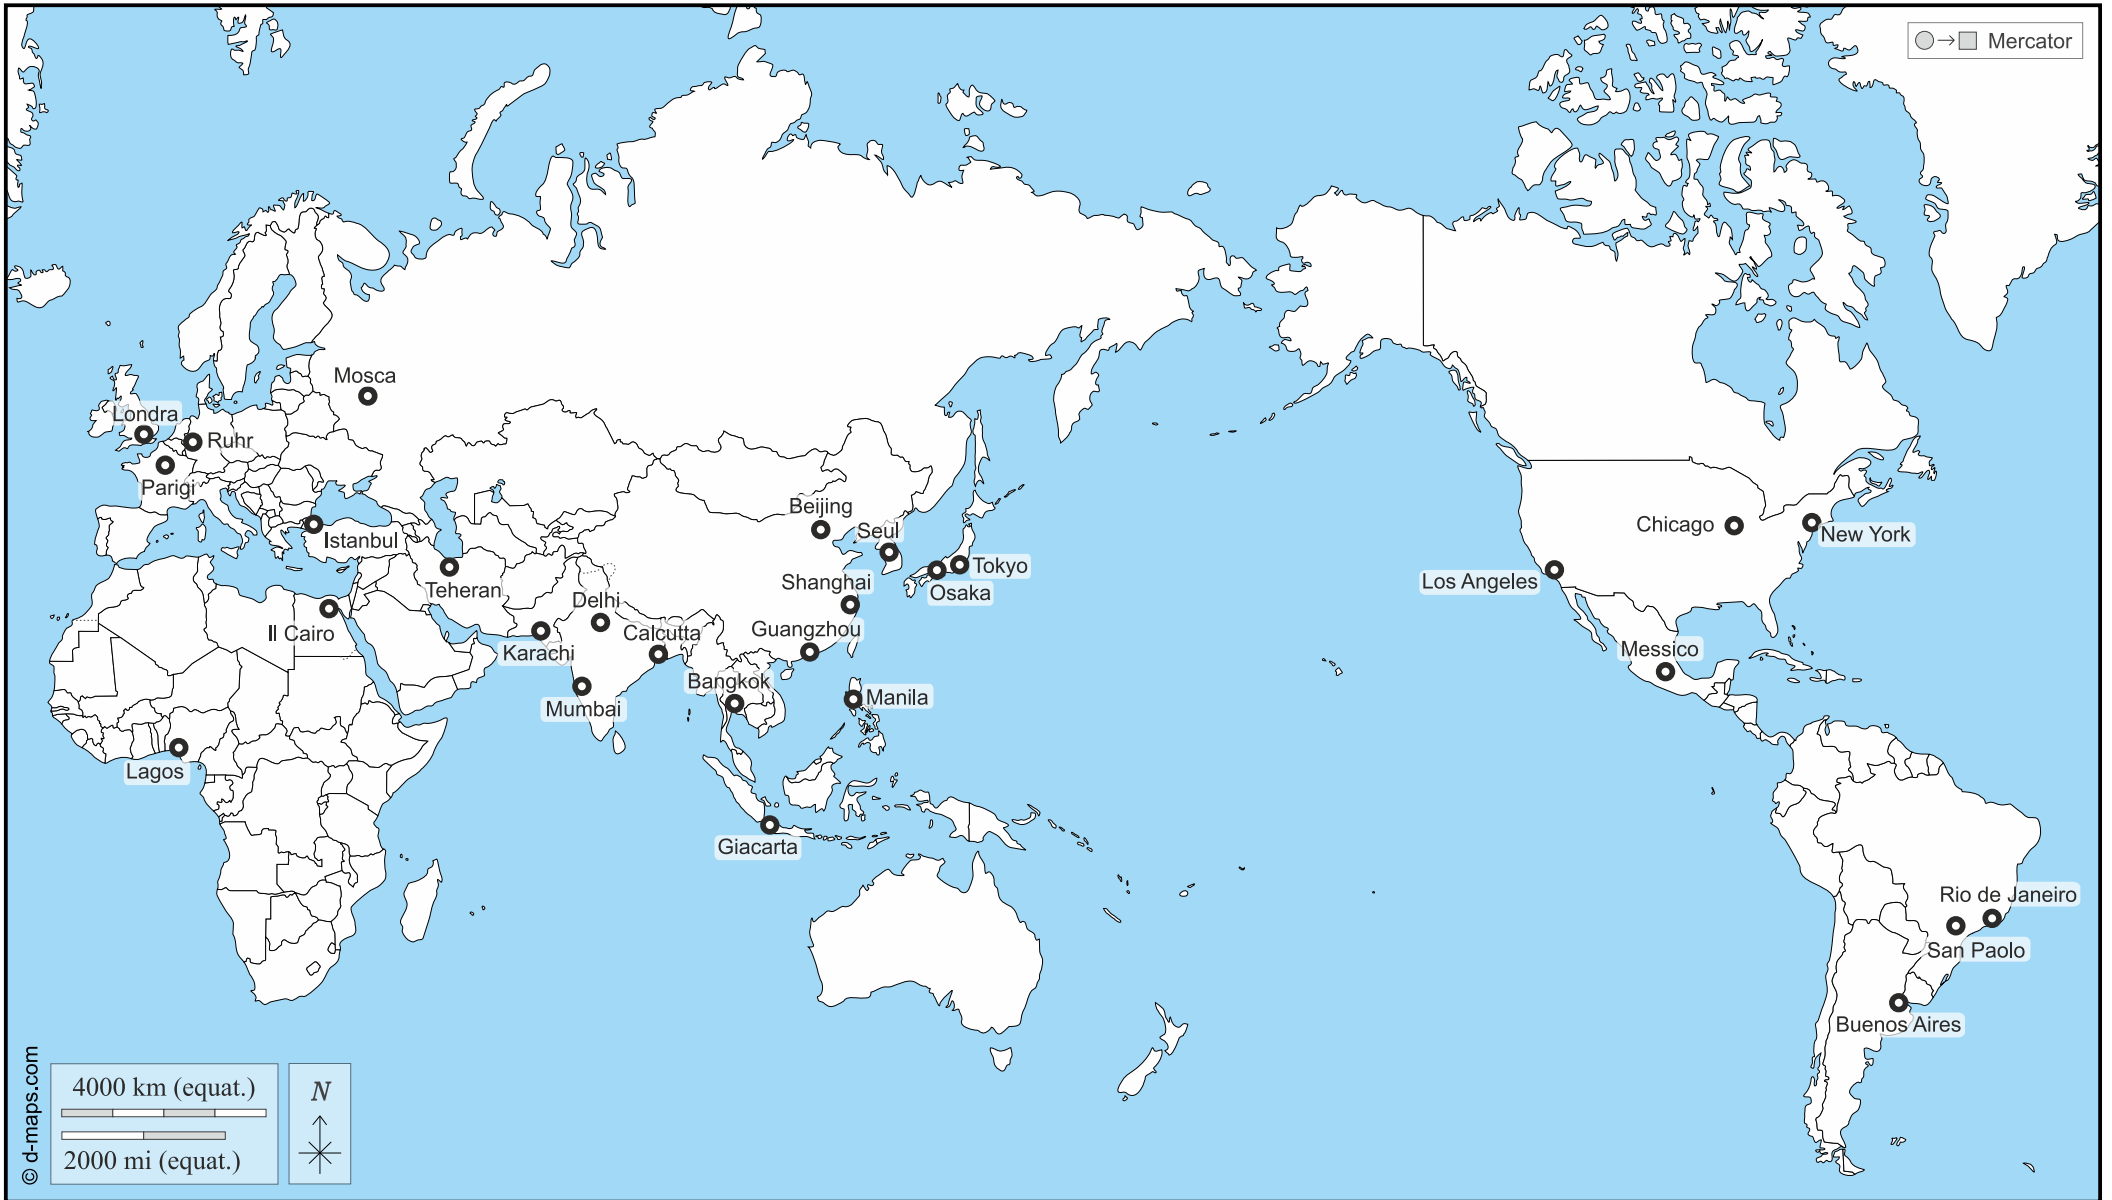 Mercator
Mosca
Londra
Ruhr
Parigi
Istanbul
Beijing
Seul
Chicago
New York
Teheran
Tokyo
Osaka
Shanghai
Los Angeles
Delhi
Il Cairo
Calcutta
Guangzhou
Karachi
Messico
Bangkok
Manila
Mumbai
Lagos
Giacarta
Rio de Janeiro
San Paolo
Buenos Aires
© d-maps.com
4000 km (equat.)
2000 mi (equat.)
N